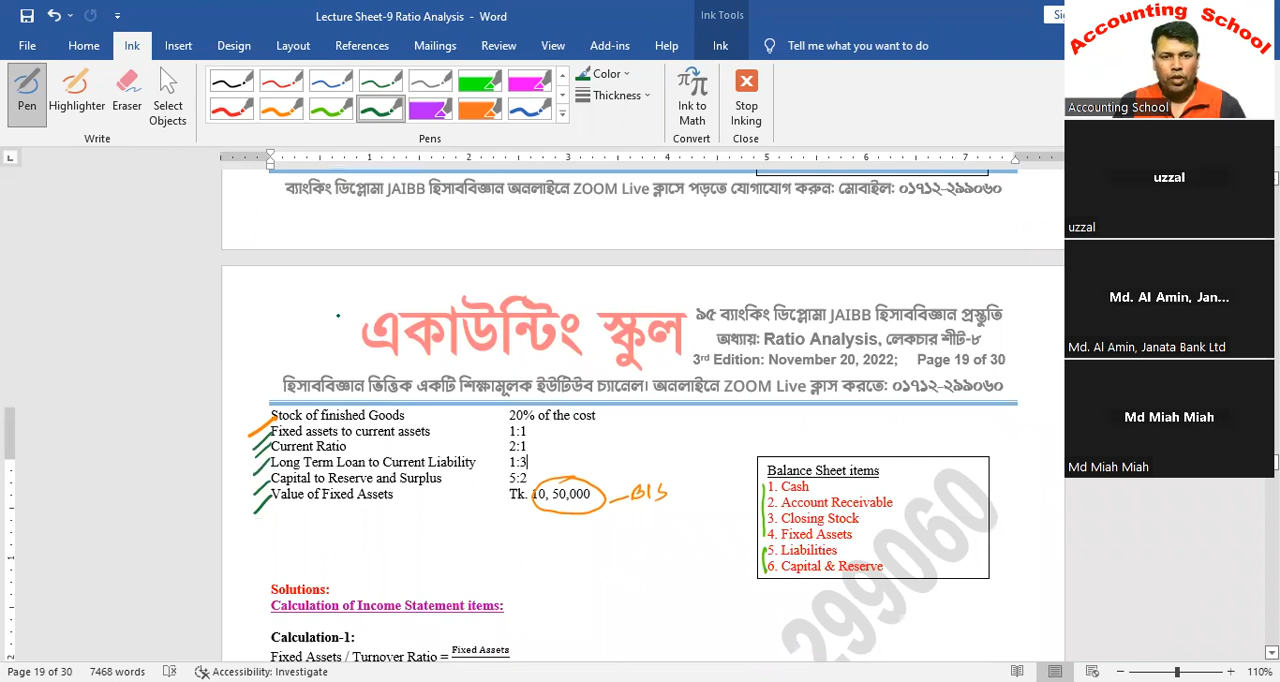 Lecture Sheet-9 Ratio Analysis - Word
Ink Tools
File Home Ink Insert Design Layout References Mailings Review View Add-ins Help Ink Tell me what you want to do
Accounting School
Pen Highlighter Eraser Select Objects
Color
Thickness
Ink to Math
Stop Inking
Write Pens Convert Close
Accounting School
1 2 3 4 5 6 7
ব্যাংকিং ডিপ্লোমা JAIBB হিসাববিজ্ঞান অনলাইনে ZOOM Live ক্লাসে পড়তে যোগাযোগ করুন: মোবাইল: ০১৭১২-২৯৯০৬০
uzzal
uzzal
একাউন্টিং স্কুল
৯৫ ব্যাংকিং ডিপ্লোমা JAIBB হিসাববিজ্ঞান প্রস্তুতি
অধ্যায়: Ratio Analysis, লেকচার শীট-৮
3rd Edition: November 20, 2022; Page 19 of 30
হিসাববিজ্ঞান ভিত্তিক একটি শিক্ষামূলক ইউটিউব চ্যানেল। অনলাইনে ZOOM Live ক্লাস করতে: ০১৭১২-২৯৯০৬০
Md. Al Amin, Jan...
Md. Al Amin, Janata Bank Ltd
Md Miah Miah
Md Miah Miah
Stock of finished Goods 20% of the cost
Fixed assets to current assets 1:1
Current Ratio 2:1
Long Term Loan to Current Liability 1:3
Capital to Reserve and Surplus 5:2
Value of Fixed Assets Tk. 10, 50,000
B/S
Balance Sheet items
1. Cash
2. Account Receivable
3. Closing Stock
4. Fixed Assets
5. Liabilities
6. Capital & Reserve
299060
Solutions:
Calculation of Income Statement items:
Calculation-1:
Fixed Assets / Turnover Ratio = Fixed Assets
Page 19 of 30 7468 words Accessibility: Investigate 110%